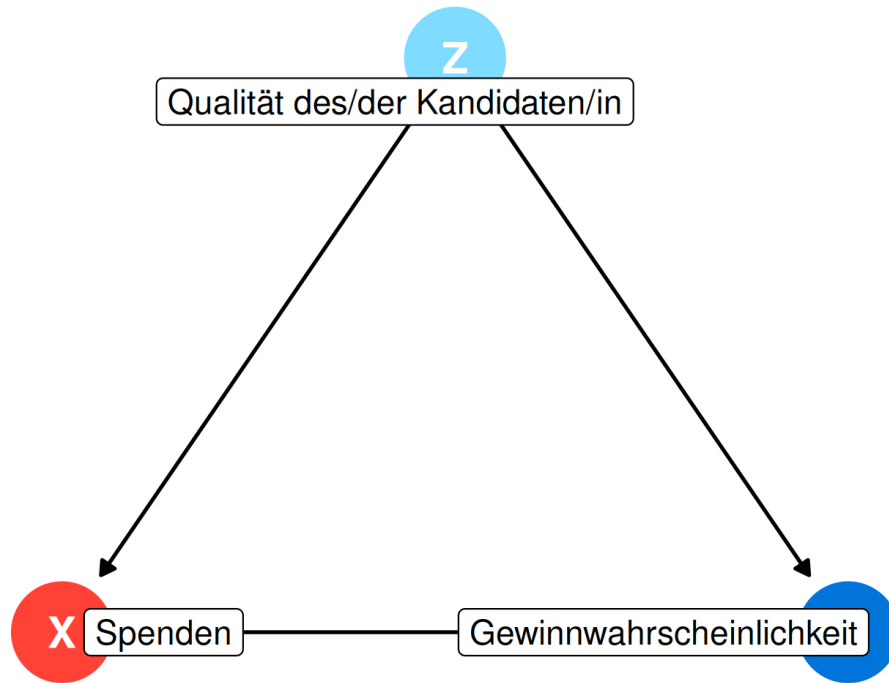 Z
Qualität des/der Kandidaten/in
X
Spenden
Gewinnwahrscheinlichkeit